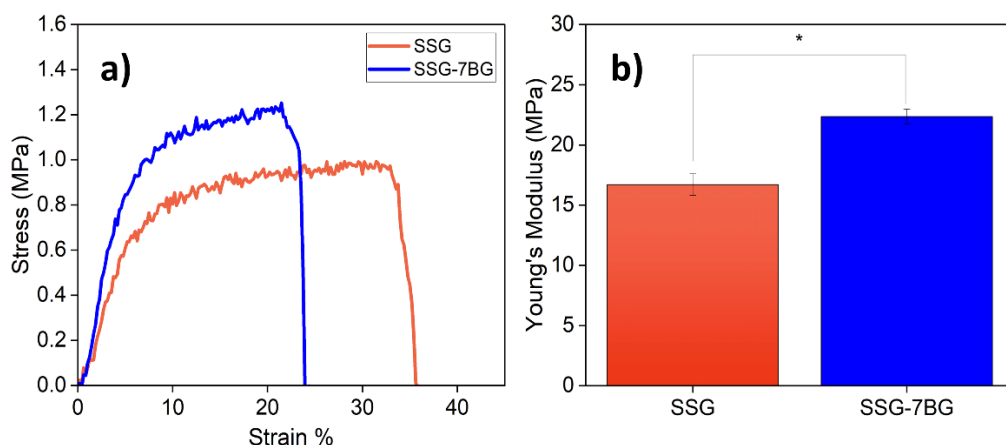 a)
SSG
SSG-7BG
Stress (MPa)
1.6
1.4
1.2
1.0
0.8
0.6
0.4
0.2
0.0
0 10 20 30 40
Strain %
b)
*
Young's Modulus (MPa)
30
25
20
15
10
5
0
SSG SSG-7BG